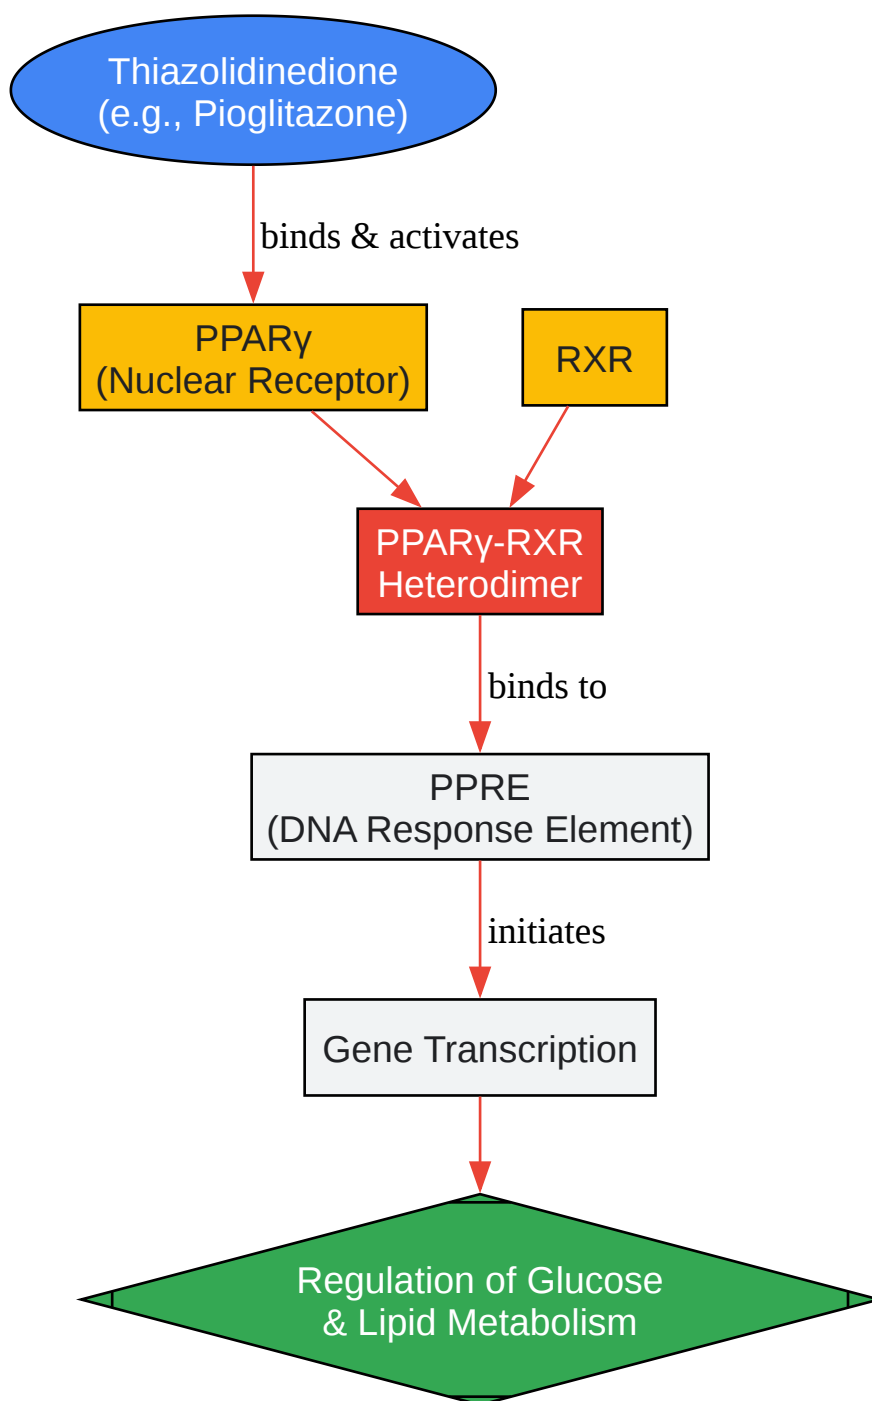 Thiazolidinedione
(e.g., Pioglitazone)
binds & activates
PPARγ
(Nuclear Receptor)
RXR
PPARγ-RXR
Heterodimer
binds to
PPRE
(DNA Response Element)
initiates
Gene Transcription
Regulation of Glucose
& Lipid Metabolism